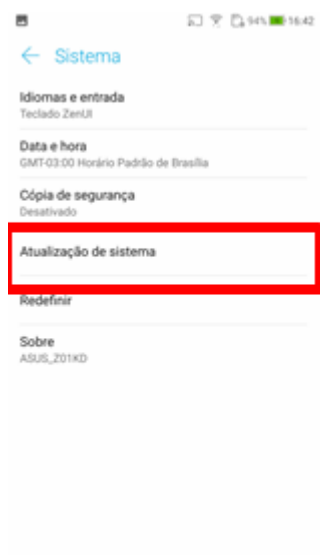 94% 16:42
Sistema
Idiomas e entrada
Teclado ZenUI
Data e hora
GMT-03:00 Horário Padrão de Brasília
Cópia de segurança
Desativado
Atualização de sistema
Redefinir
Sobre
ASUS_Z01KD